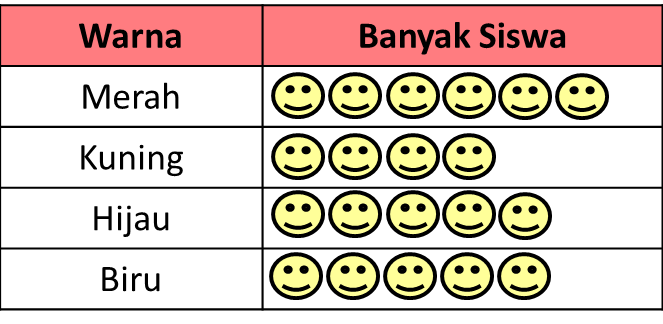 Warna Banyak Siswa
Merah
Kuning
Hijau
Biru